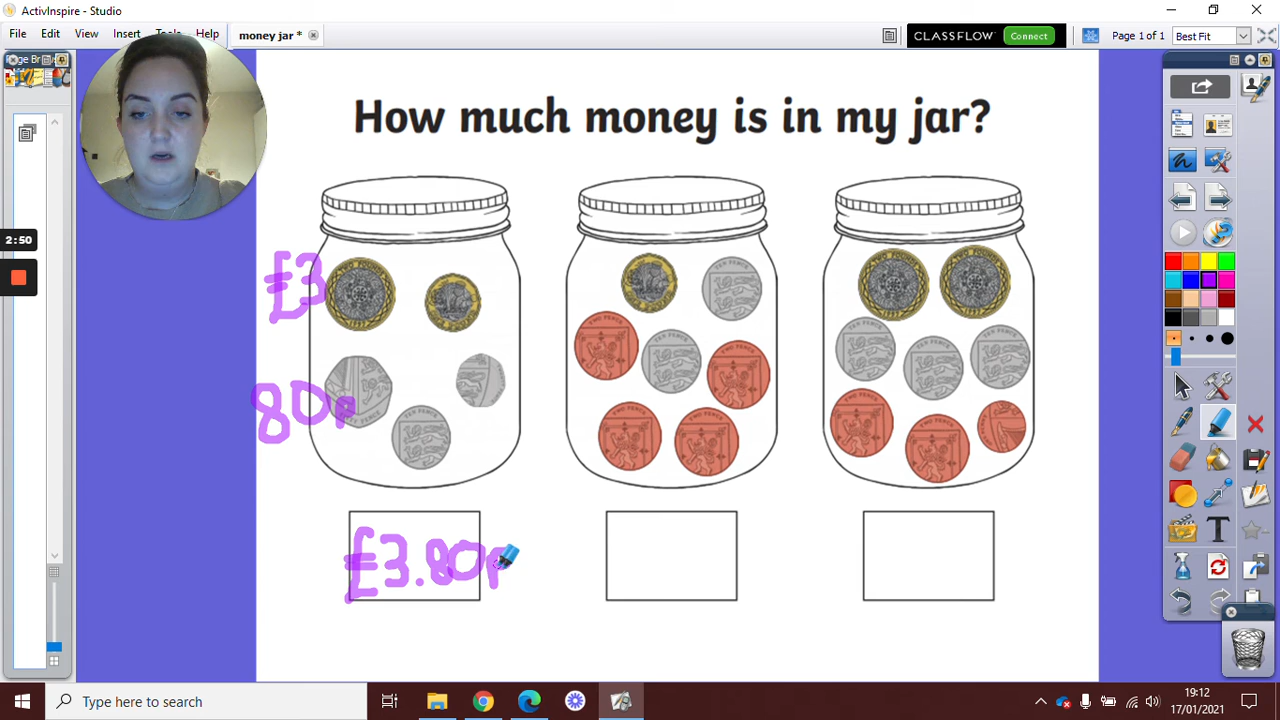 ActivInspire - Studio
File Edit View Insert Tools Help
money jar *
CLASSFLOW Connect
Page 1 of 1 Best Fit
2:50
How much money is in my jar?
£3
80p
£3.80p
Type here to search
19:12
17/01/2021